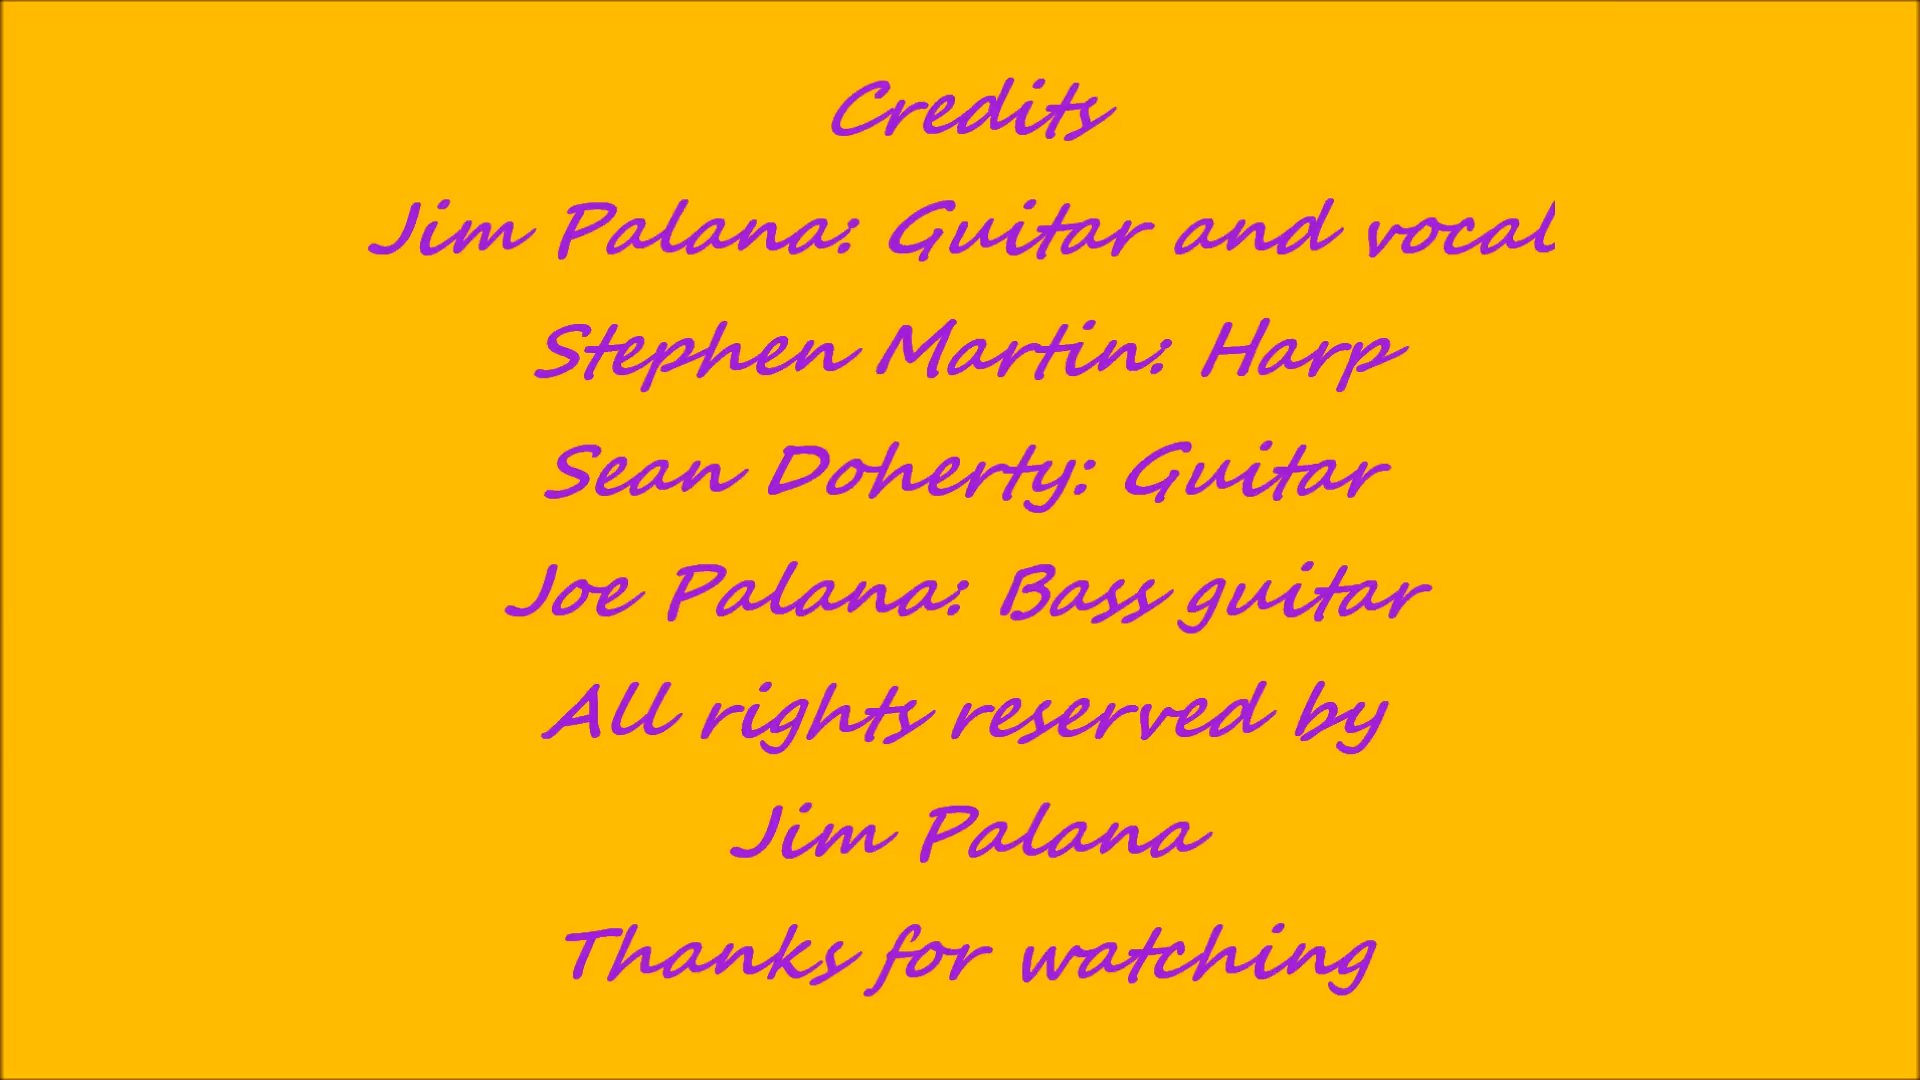 Credits
Jim Palana: Guitar and vocal
Stephen Martin: Harp
Sean Doherty: Guitar
Joe Palana: Bass guitar
All rights reserved by
Jim Palana
Thanks for watching